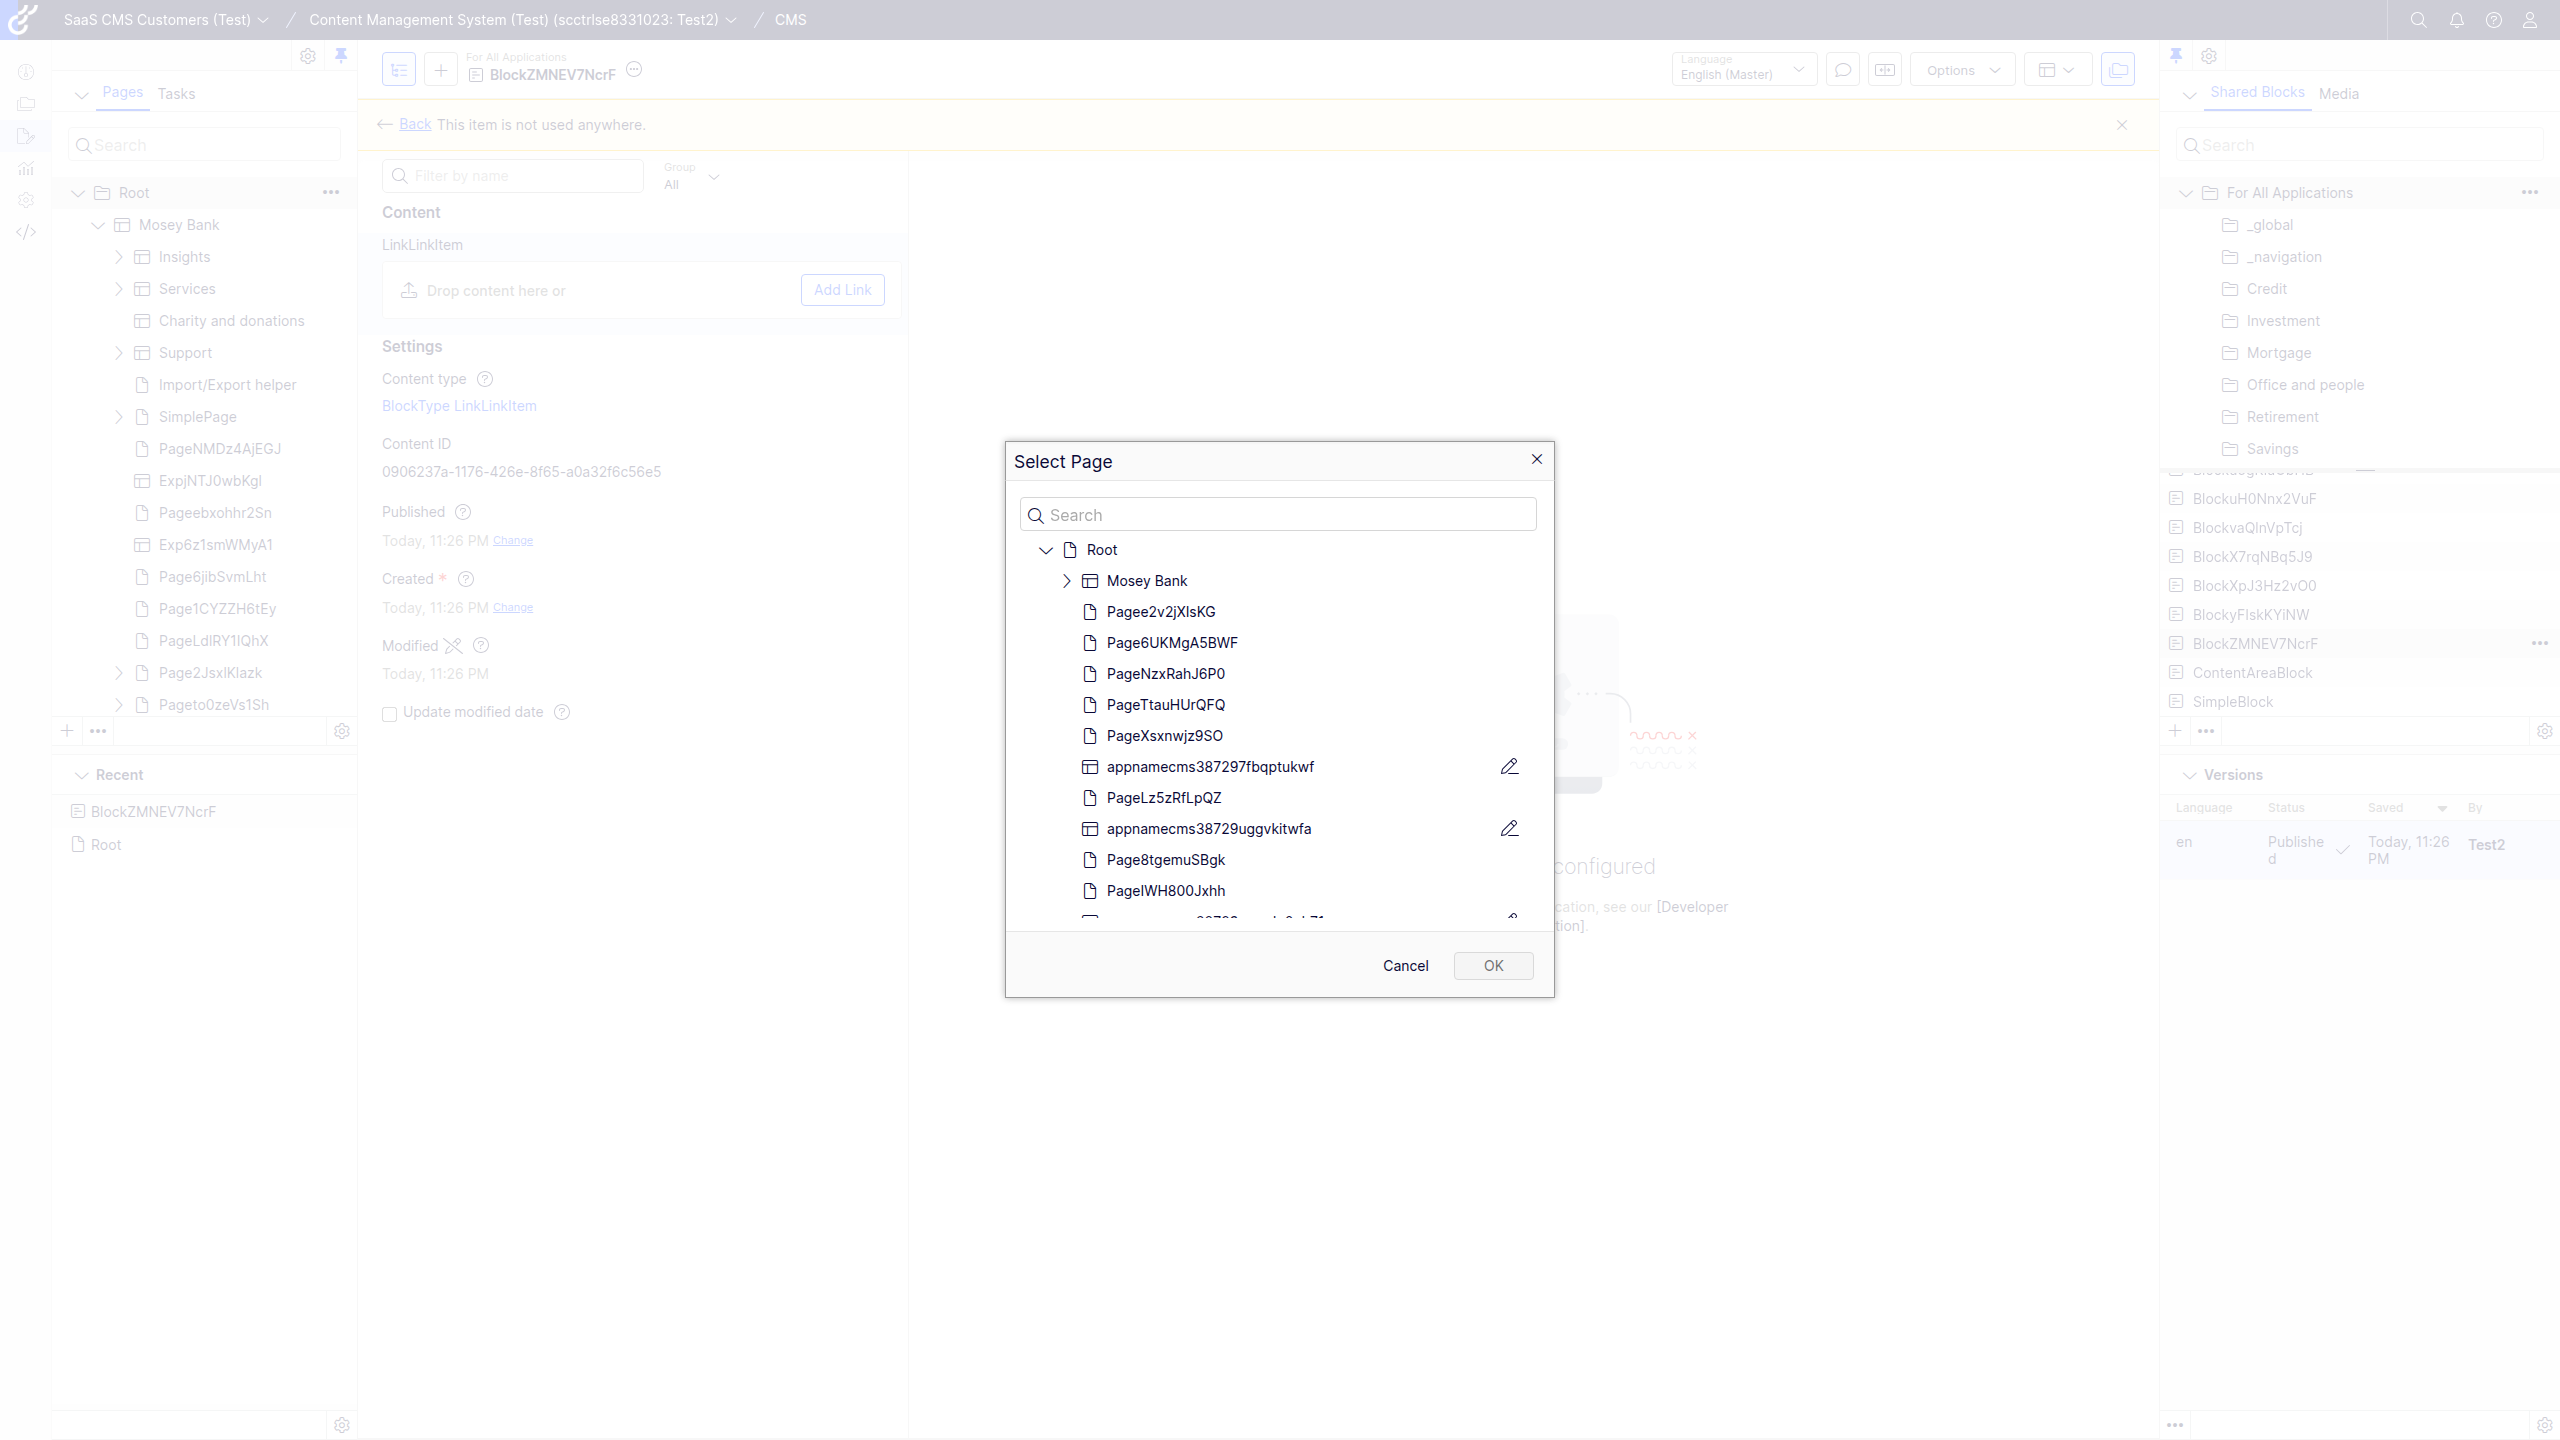 SaaS CMS Customers (Test) / Content Management System (Test) (scctrlse8331023: Test2) / CMS
Pages Tasks
Search
Root
Mosey Bank
Insights
Services
Charity and donations
Support
Import/Export helper
SimplePage
PageNMDz4AjEGJ
ExpjNTJ0wbKgI
Pageebxohhr2Sn
Exp6z1smWMyA1
Page6jibSvmLht
Page1CYZZH6tEy
PageLdlRY1IQhX
Page2JsxIKlazk
Pageto0zeVs1Sh
Recent
BlockZMNEV7NcrF
Root
For All Applications
BlockZMNEV7NcrF
Language
English (Master)
Options
Back This item is not used anywhere.
Filter by name
Group
All
Content
LinkLinkItem
Drop content here or
Add Link
Settings
Content type
BlockType LinkLinkItem
Content ID
0906237a-1176-426e-8f65-a0a32f6c56e5
Published
Today, 11:26 PM Change
Created *
Today, 11:26 PM Change
Modified
Today, 11:26 PM
Update modified date
Select Page
Search
Root
Mosey Bank
Pagee2v2jXlsKG
Page6UKMgA5BWF
PageNzxRahJ6P0
PageTtauHUrQFQ
PageXsxnwjz9SO
appnamecms387297fbqptukwf
PageLz5zRfLpQZ
appnamecms38729uggvkitwfa
Page8tgemuSBgk
PageIWH800Jxhh
Cancel
OK
configured
cation, see our [Developer
tion].
Shared Blocks Media
Search
For All Applications
_global
_navigation
Credit
Investment
Mortgage
Office and people
Retirement
Savings
BlockuH0Nnx2VuF
BlockvaQlnVpTcj
BlockX7rqNBq5J9
BlockXpJ3Hz2vO0
BlockyFIskKYiNW
BlockZMNEV7NcrF
ContentAreaBlock
SimpleBlock
Versions
Language Status Saved By
en Publishe Today, 11:26 Test2
d PM